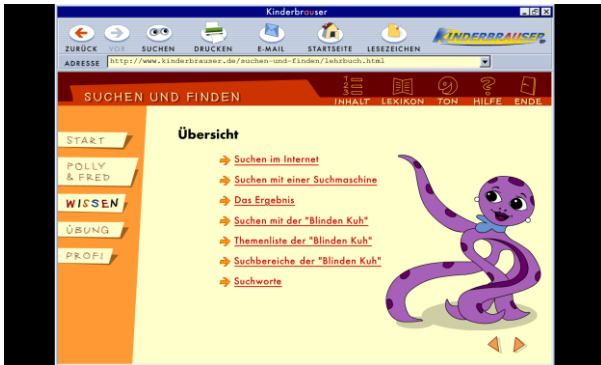 Kinderbrauser
ZURÜCK VOR SUCHEN DRUCKEN E-MAIL STARTSEITE LESEZEICHEN
KINDERBRAUSER
ADRESSE http://www.kinderbrauser.de/suchen-und-finden/lehrbuch.html
SUCHEN UND FINDEN
1 2 3
INHALT LEXIKON TON HILFE ENDE
START
POLLY & FRED
WISSEN
ÜBUNG
PROFI
Übersicht
Suchen im Internet
Suchen mit einer Suchmaschine
Das Ergebnis
Suchen mit der "Blinden Kuh"
Themenliste der "Blinden Kuh"
Suchbereiche der "Blinden Kuh"
Suchworte